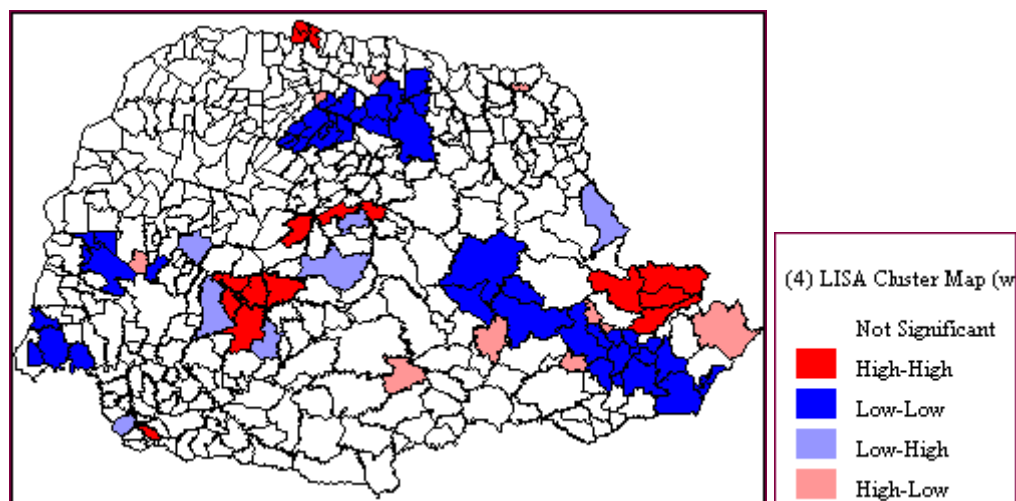 (4) LISA Cluster Map (w
Not Significant
High-High
Low-Low
Low-High
High-Low